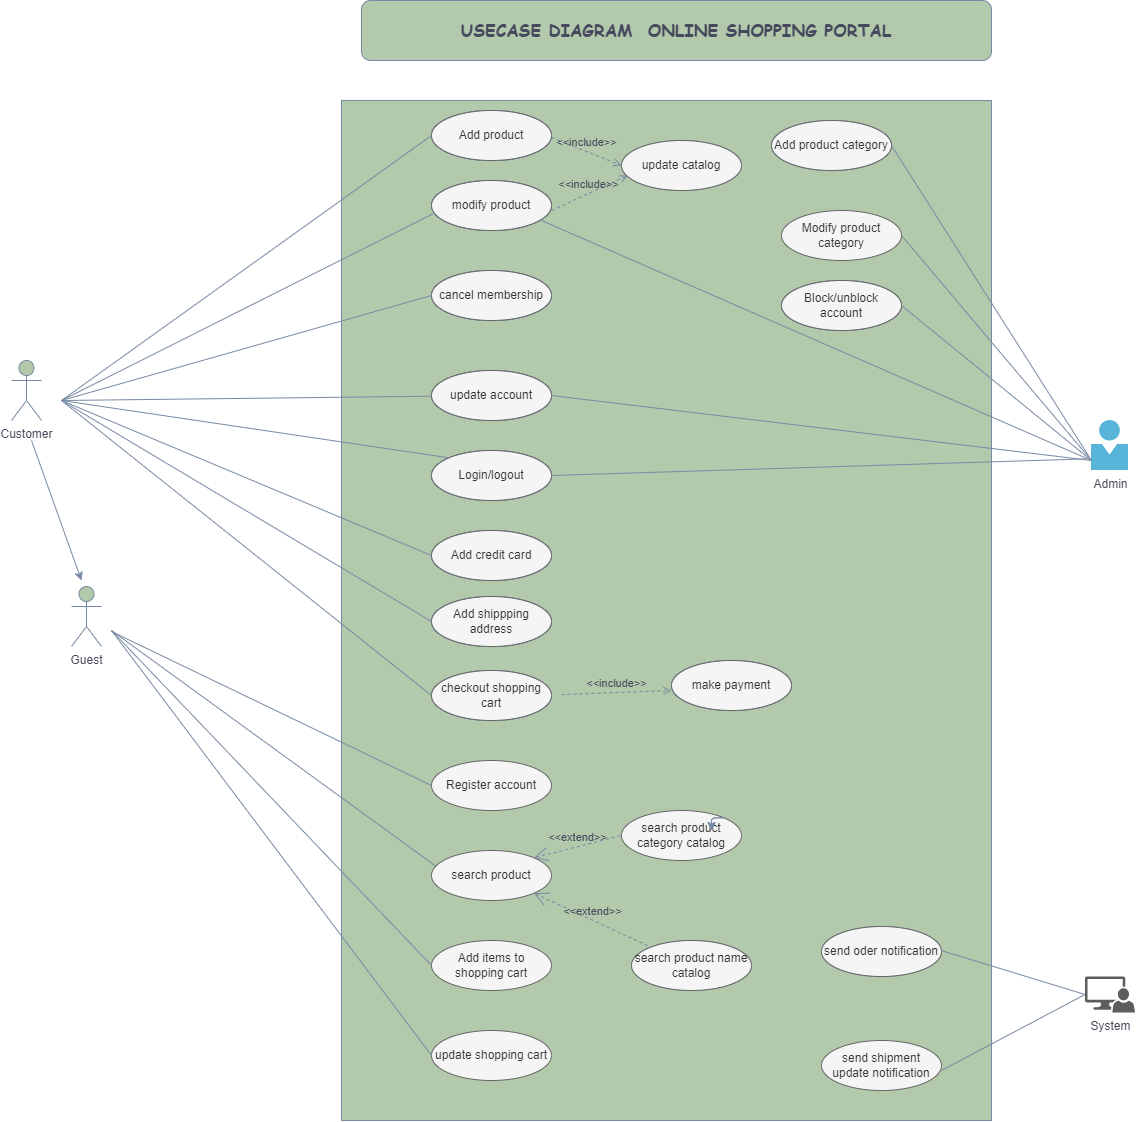 USECASE DIAGRAM ONLINE SHOPPING PORTAL
Add product
<<include>>
update catalog
Add product category
modify product
<<include>>
Modify product
category
cancel membership
Block/unblock
account
update account
Customer
Login/logout
Admin
Add credit card
Add shippping
address
Guest
checkout shopping
cart
<<include>>
make payment
Register account
search product
category catalog
<<extend>>
search product
<<extend>>
Add items to
shopping cart
search product name
catalog
send oder notification
System
update shopping cart
send shipment
update notification